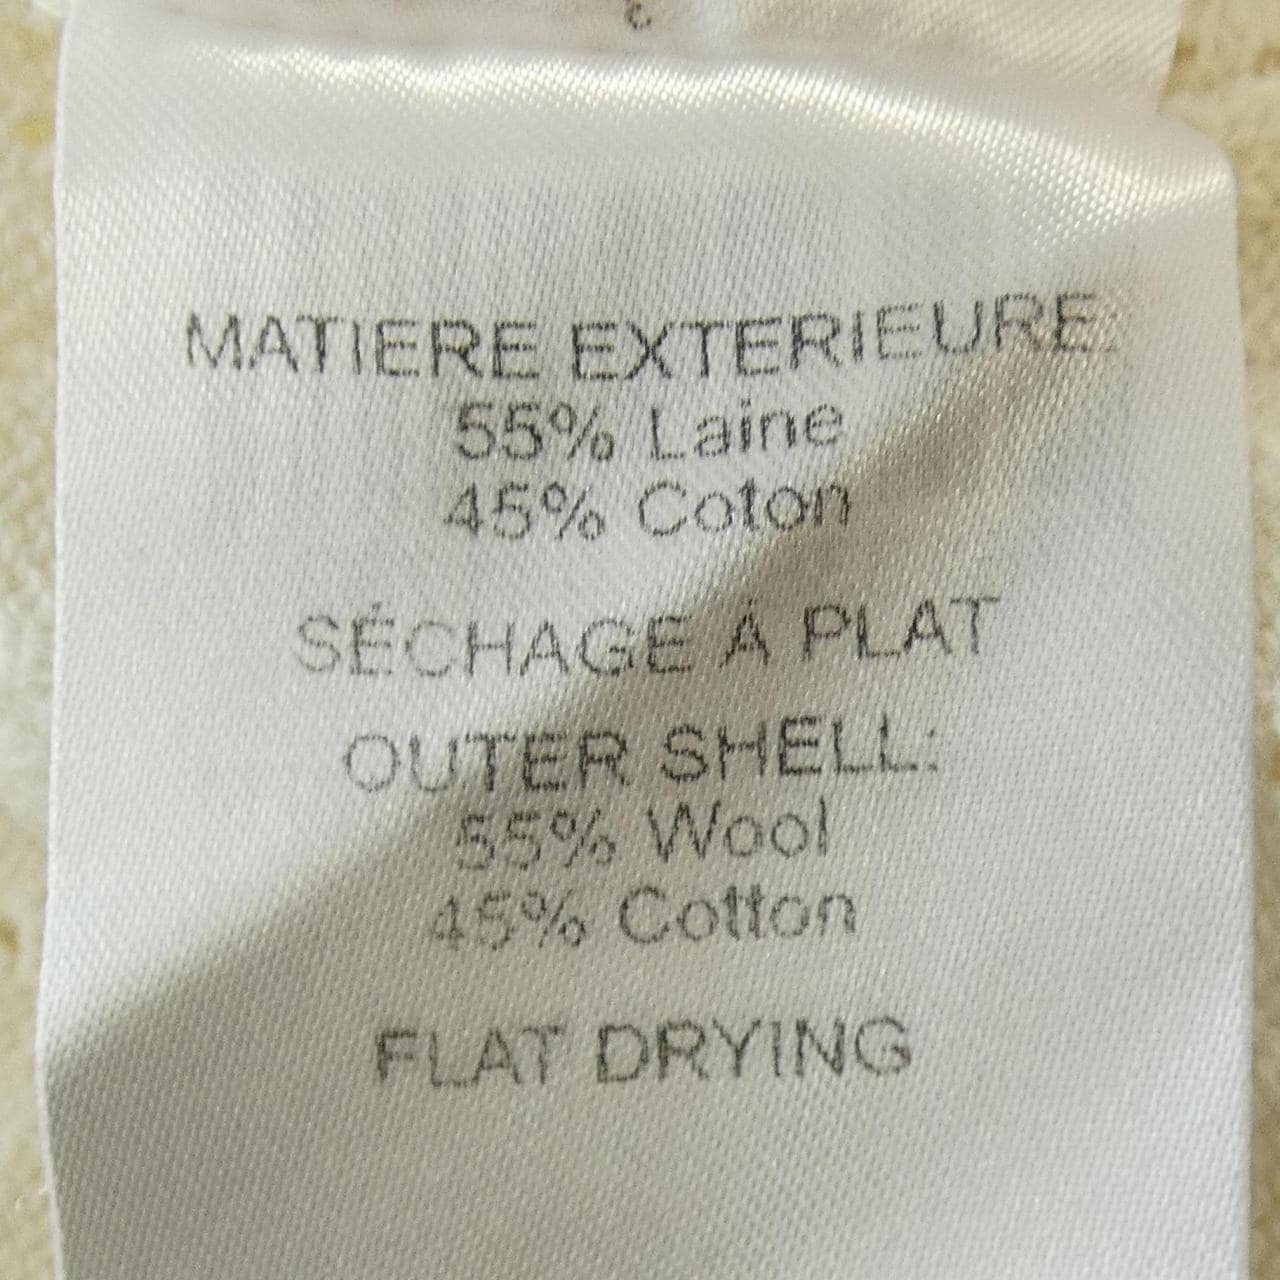 MATIERE EXTERIEURE:
55% Laine
45% Coton
SÉCHAGE À PLAT
OUTER SHELL:
55% Wool
45% Cotton
FLAT DRYING